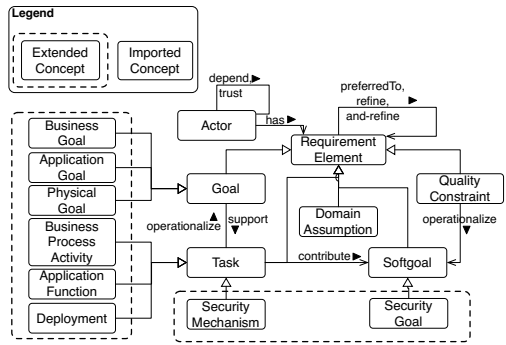 Legend
Extended
Concept
Imported
Concept
depend,
trust
preferredTo,
refine,
and-refine
Actor
has
Requirement
Element
Business
Goal
Application
Goal
Physical
Goal
Goal
Quality
Constraint
operationalize
support
Domain
Assumption
operationalize
Business
Process
Activity
Task
contribute
Softgoal
Application
Function
Deployment
Security
Mechanism
Security
Goal